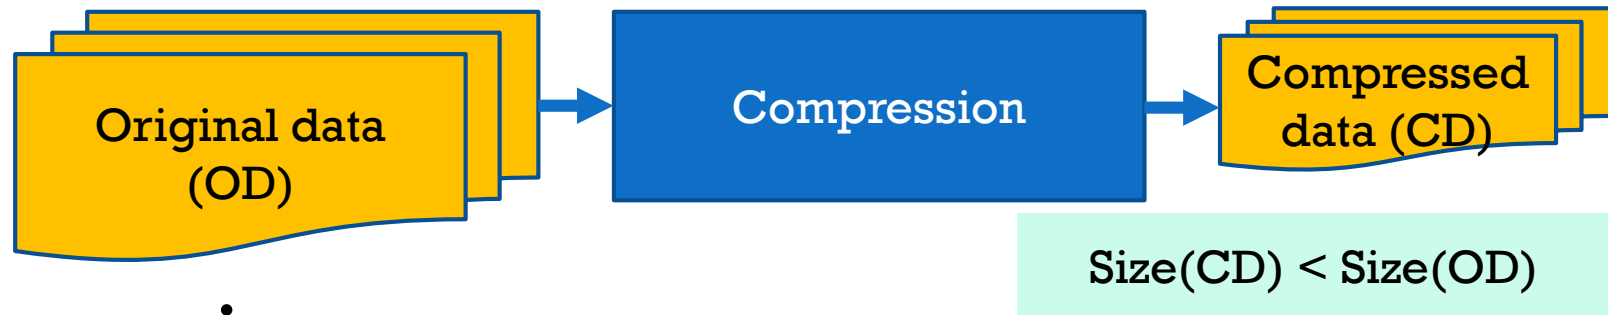 Original data
(OD)
Compression
Compressed
data (CD)
Size(CD) < Size(OD)